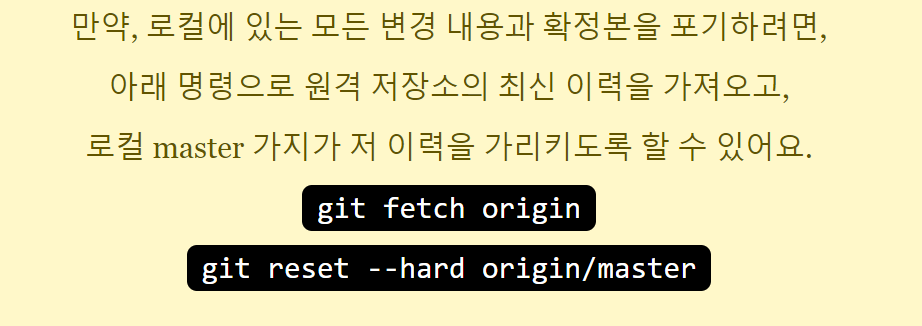 만약, 로컬에 있는 모든 변경 내용과 확정본을 포기하려면,
아래 명령으로 원격 저장소의 최신 이력을 가져오고,
로컬 master 가지가 저 이력을 가리키도록 할 수 있어요.
git fetch origin
git reset --hard origin/master